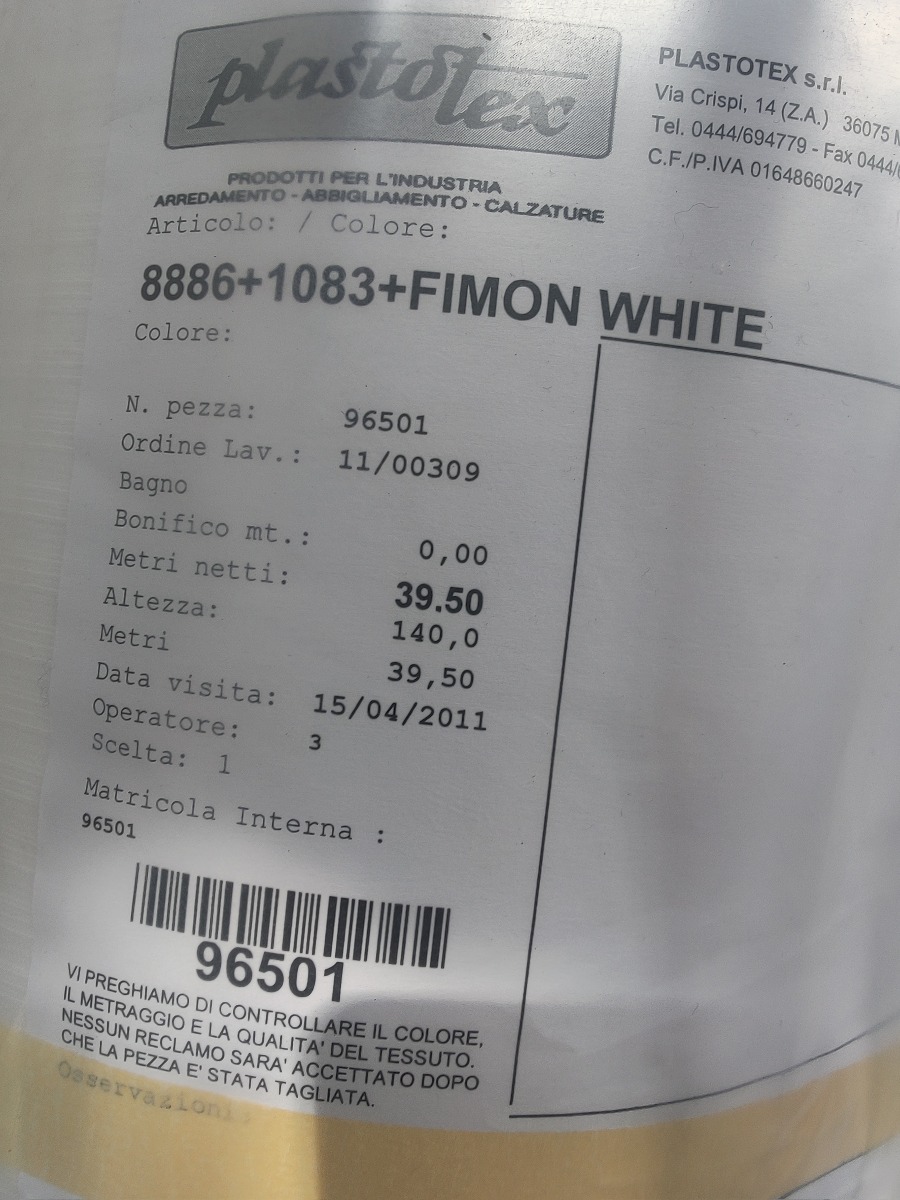 plastotex
PLASTOTEX s.r.l.
Via Crispi, 14 (Z.A.) 36075
Tel. 0444/694779 - Fax 0444/
C.F./P.IVA 01648660247
PRODOTTI PER L'INDUSTRIA
ARREDAMENTO - ABBIGLIAMENTO - CALZATURE
Articolo: / Colore:
8886+1083+FIMON WHITE
Colore:
N. pezza: 96501
Ordine Lav.: 11/00309
Bagno
Bonifico mt.: 0,00
Metri netti: 39.50
Altezza: 140,0
Metri 39,50
Data visita: 15/04/2011
Operatore: 3
Scelta: 1
Matricola Interna :
96501
96501
VI PREGHIAMO DI CONTROLLARE IL COLORE,
IL METRAGGIO E LA QUALITA' DEL TESSUTO.
NESSUN RECLAMO SARA' ACCETTATO DOPO
CHE LA PEZZA E' STATA TAGLIATA.
Osservazioni